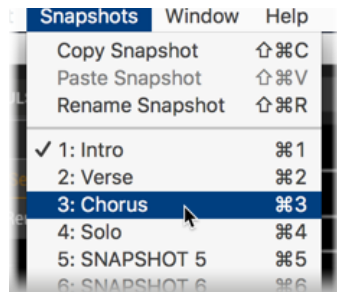 Snapshots Window Help
Copy Snapshot ⇧⌘C
Paste Snapshot ⇧⌘V
Rename Snapshot ⇧⌘R
✓ 1: Intro ⌘1
2: Verse ⌘2
3: Chorus ⌘3
4: Solo ⌘4
5: SNAPSHOT 5 ⌘5
6: SNAPSHOT 6 ⌘6